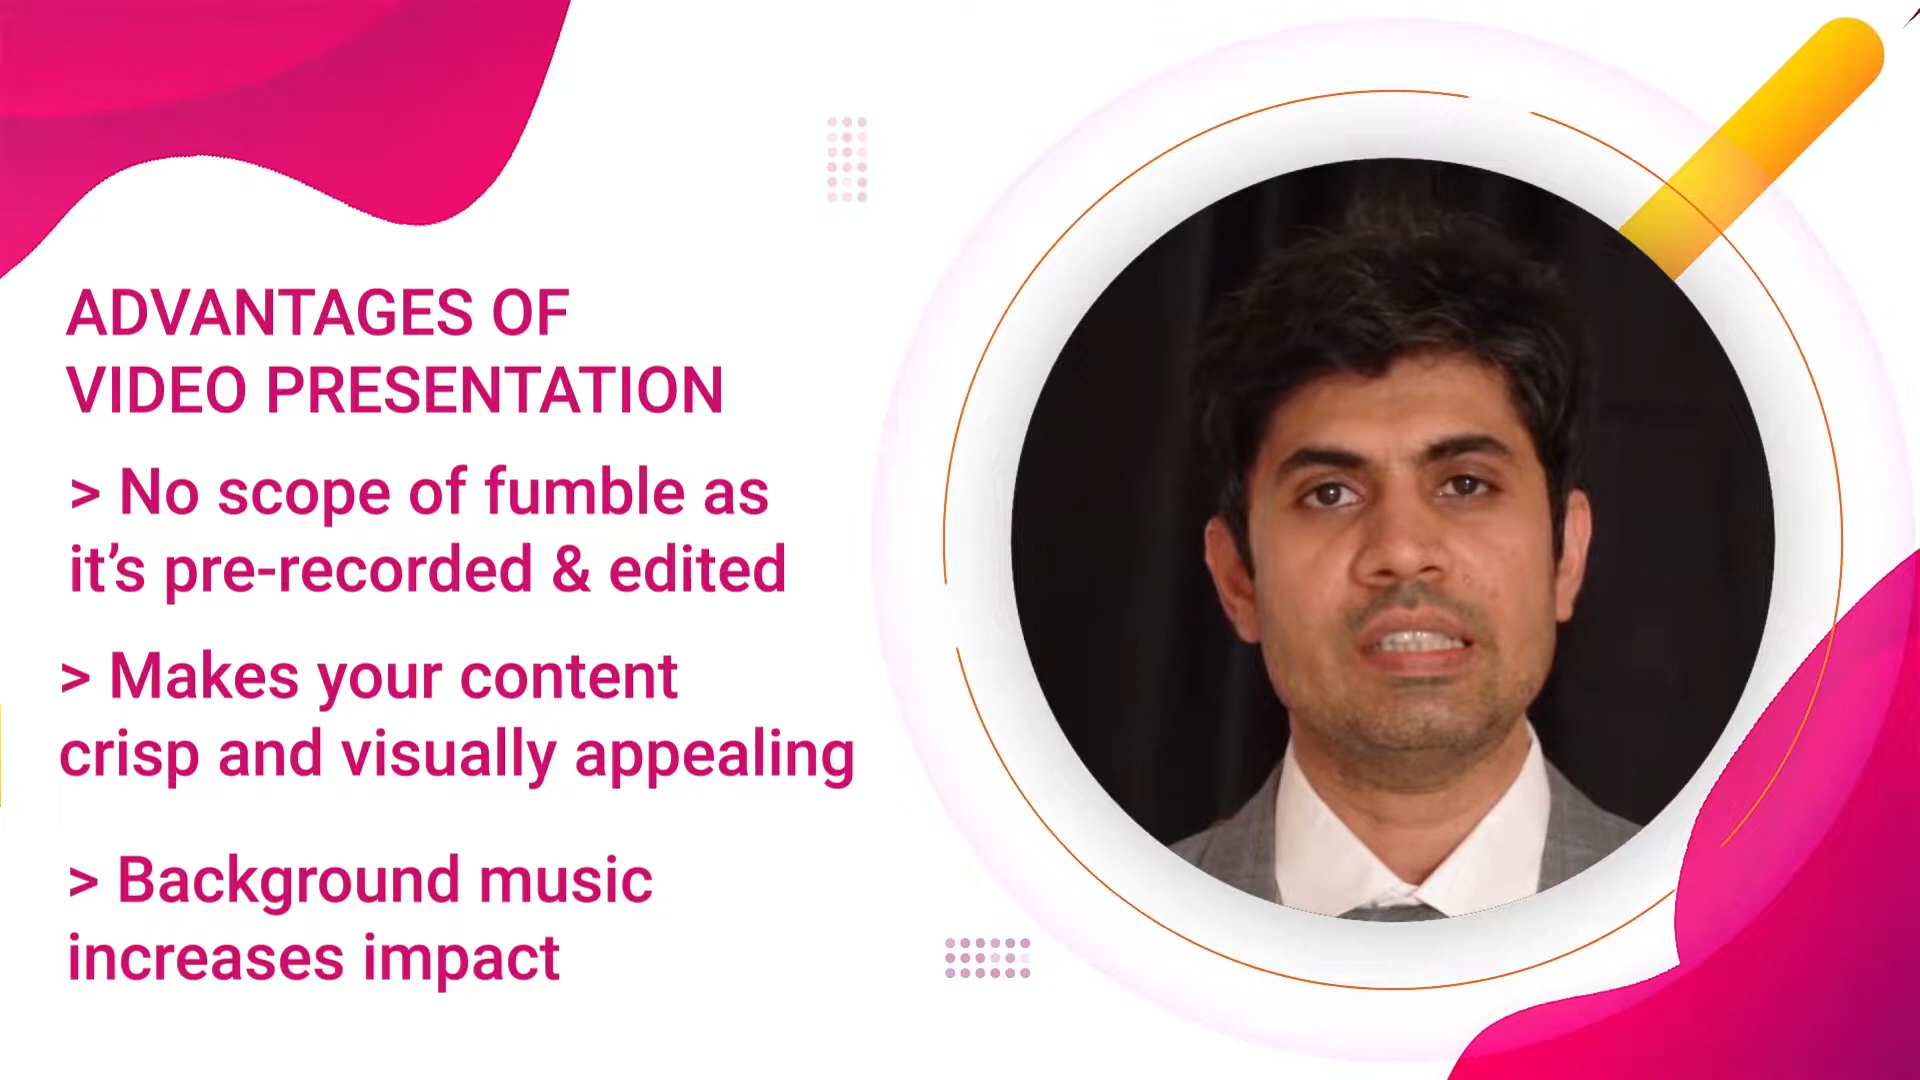 ADVANTAGES OF
VIDEO PRESENTATION
> No scope of fumble as
it’s pre-recorded & edited
> Makes your content
crisp and visually appealing
> Background music
increases impact